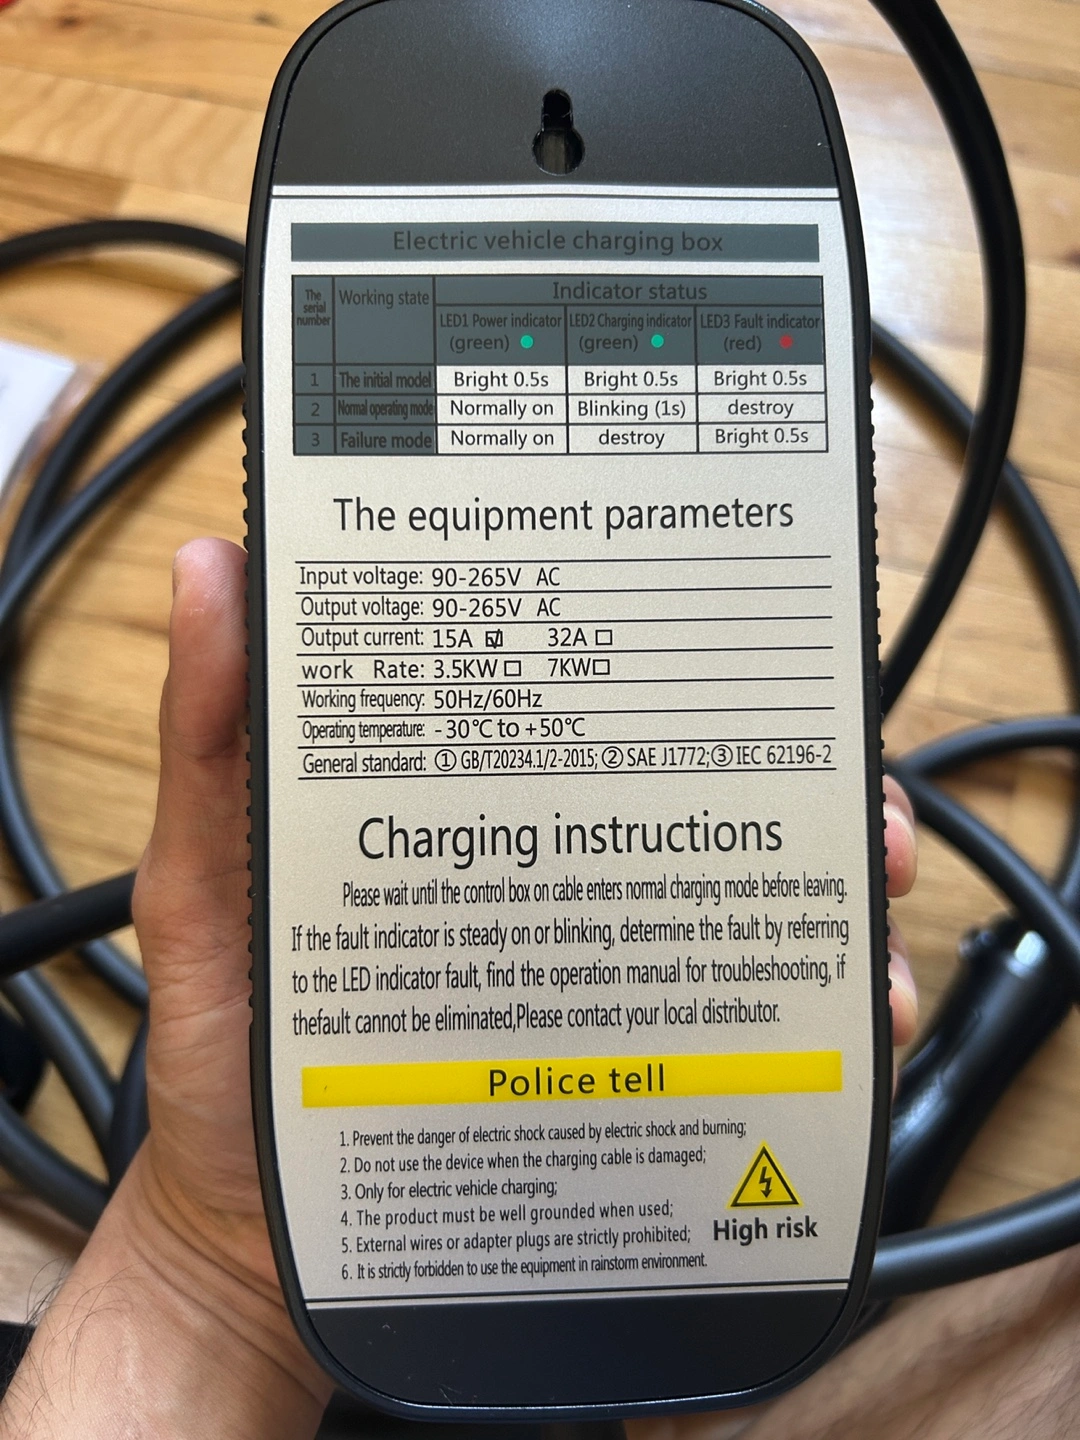 Electric vehicle charging box
The serial number Working state Indicator status
LED1 Power indicator (green) LED2 Charging indicator (green) LED3 Fault indicator (red)
1 The initial model Bright 0.5s Bright 0.5s Bright 0.5s
2 Normal operating mode Normally on Blinking (1s) destroy
3 Failure mode Normally on destroy Bright 0.5s
The equipment parameters
Input voltage: 90-265V AC
Output voltage: 90-265V AC
Output current: 15A ☑ 32A ☐
work Rate: 3.5KW ☐ 7KW ☐
Working frequency: 50Hz/60Hz
Operating temperature: -30℃ to +50℃
General standard: ① GB/T20234.1/2-2015; ② SAE J1772;③ IEC 62196-2
Charging instructions
Please wait until the control box on cable enters normal charging mode before leaving.
If the fault indicator is steady on or blinking, determine the fault by referring
to the LED indicator fault, find the operation manual for troubleshooting, if
thefault cannot be eliminated,Please contact your local distributor.
Police tell
1. Prevent the danger of electric shock caused by electric shock and burning;
2. Do not use the device when the charging cable is damaged;
3. Only for electric vehicle charging;
4. The product must be well grounded when used;
5. External wires or adapter plugs are strictly prohibited;
6. It is strictly forbidden to use the equipment in rainstorm environment.
High risk